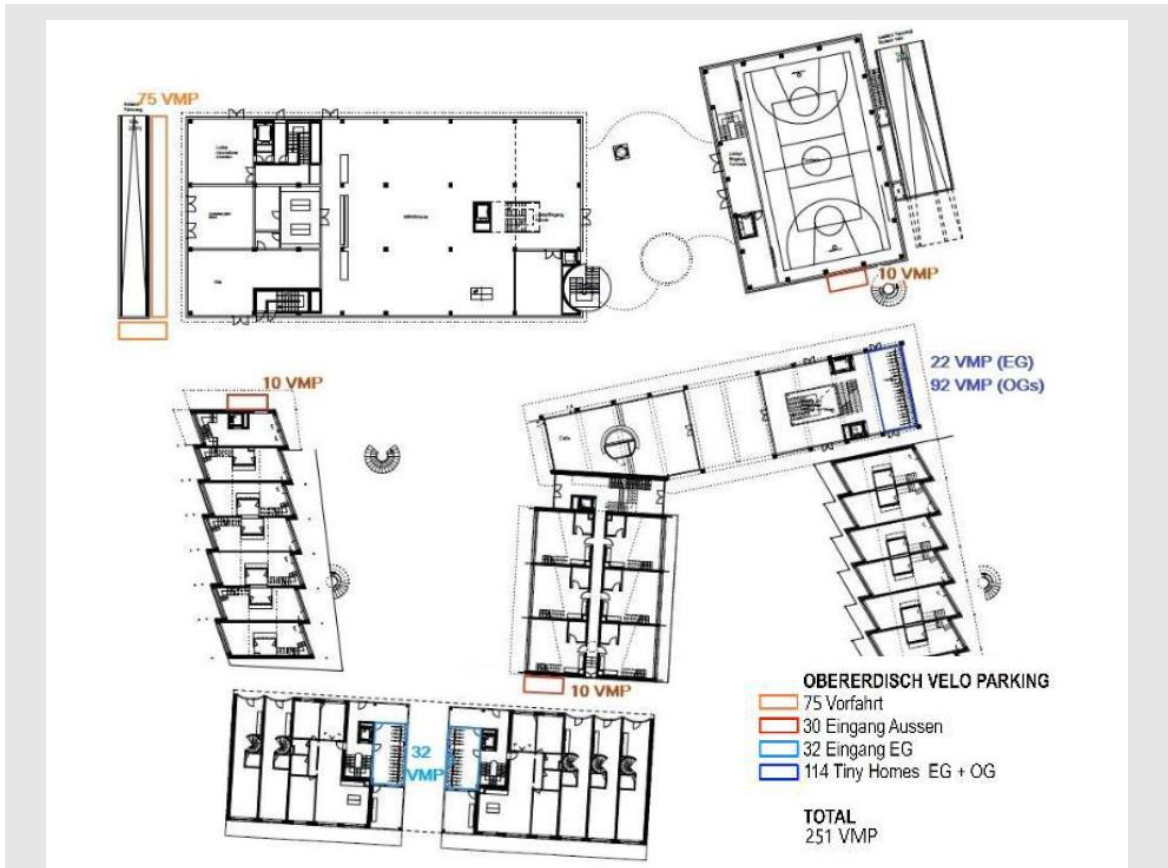 75 VMP
10 VMP
22 VMP (EG)
92 VMP (OGs)
10 VMP
Cafe
10 VMP
32
VMP
OBERERDISCH VELO PARKING
75 Vorfahrt
30 Eingang Aussen
32 Eingang EG
114 Tiny Homes EG + OG
TOTAL
251 VMP